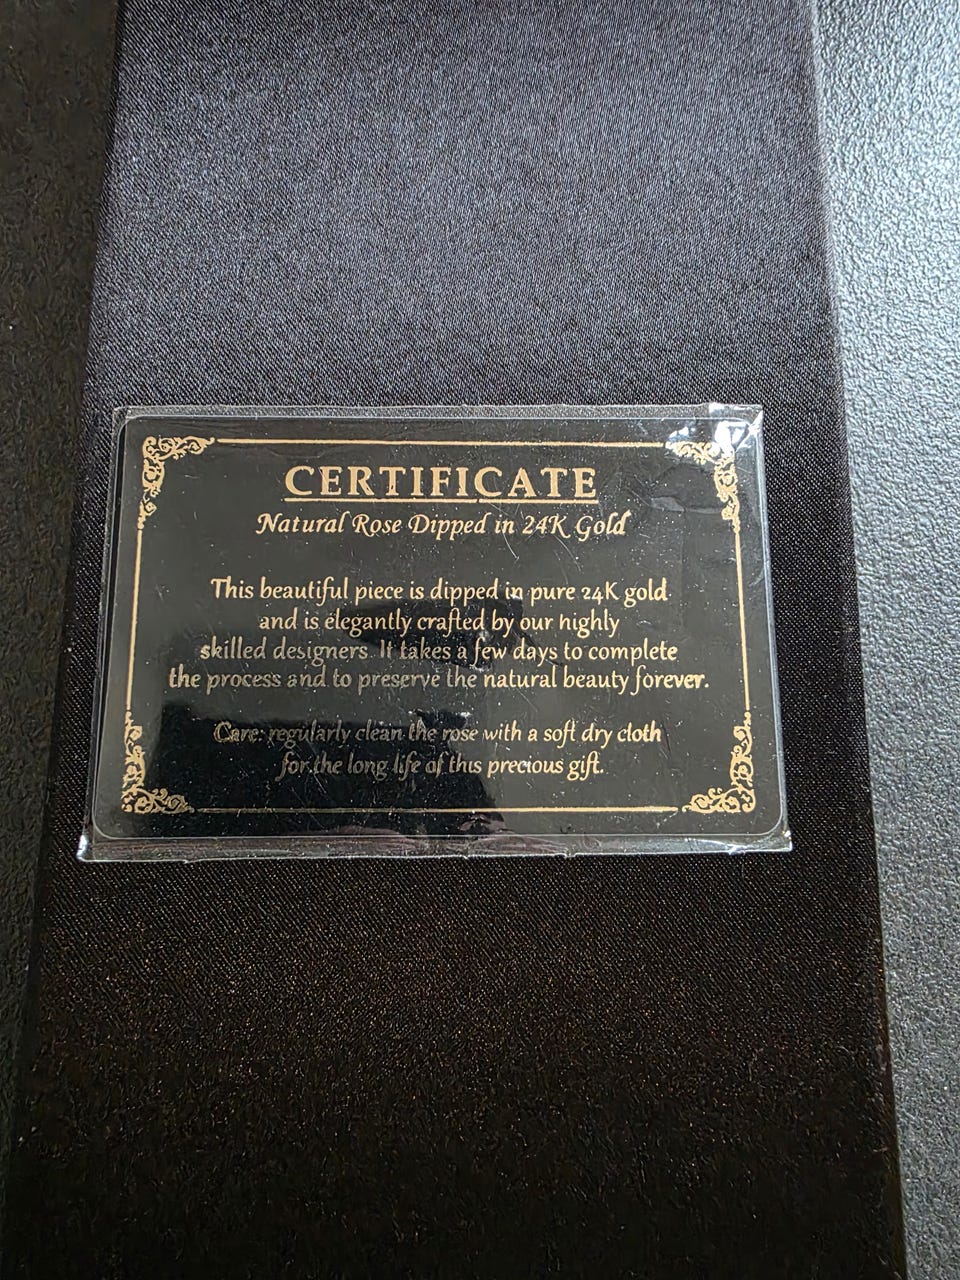 CERTIFICATE
Natural Rose Dipped in 24K Gold
This beautiful piece is dipped in pure 24K gold
and is elegantly crafted by our highly
skilled designers. It takes a few days to complete
the process and to preserve the natural beauty forever.
Care: regularly clean the rose with a soft dry cloth
for the long life of this precious gift.